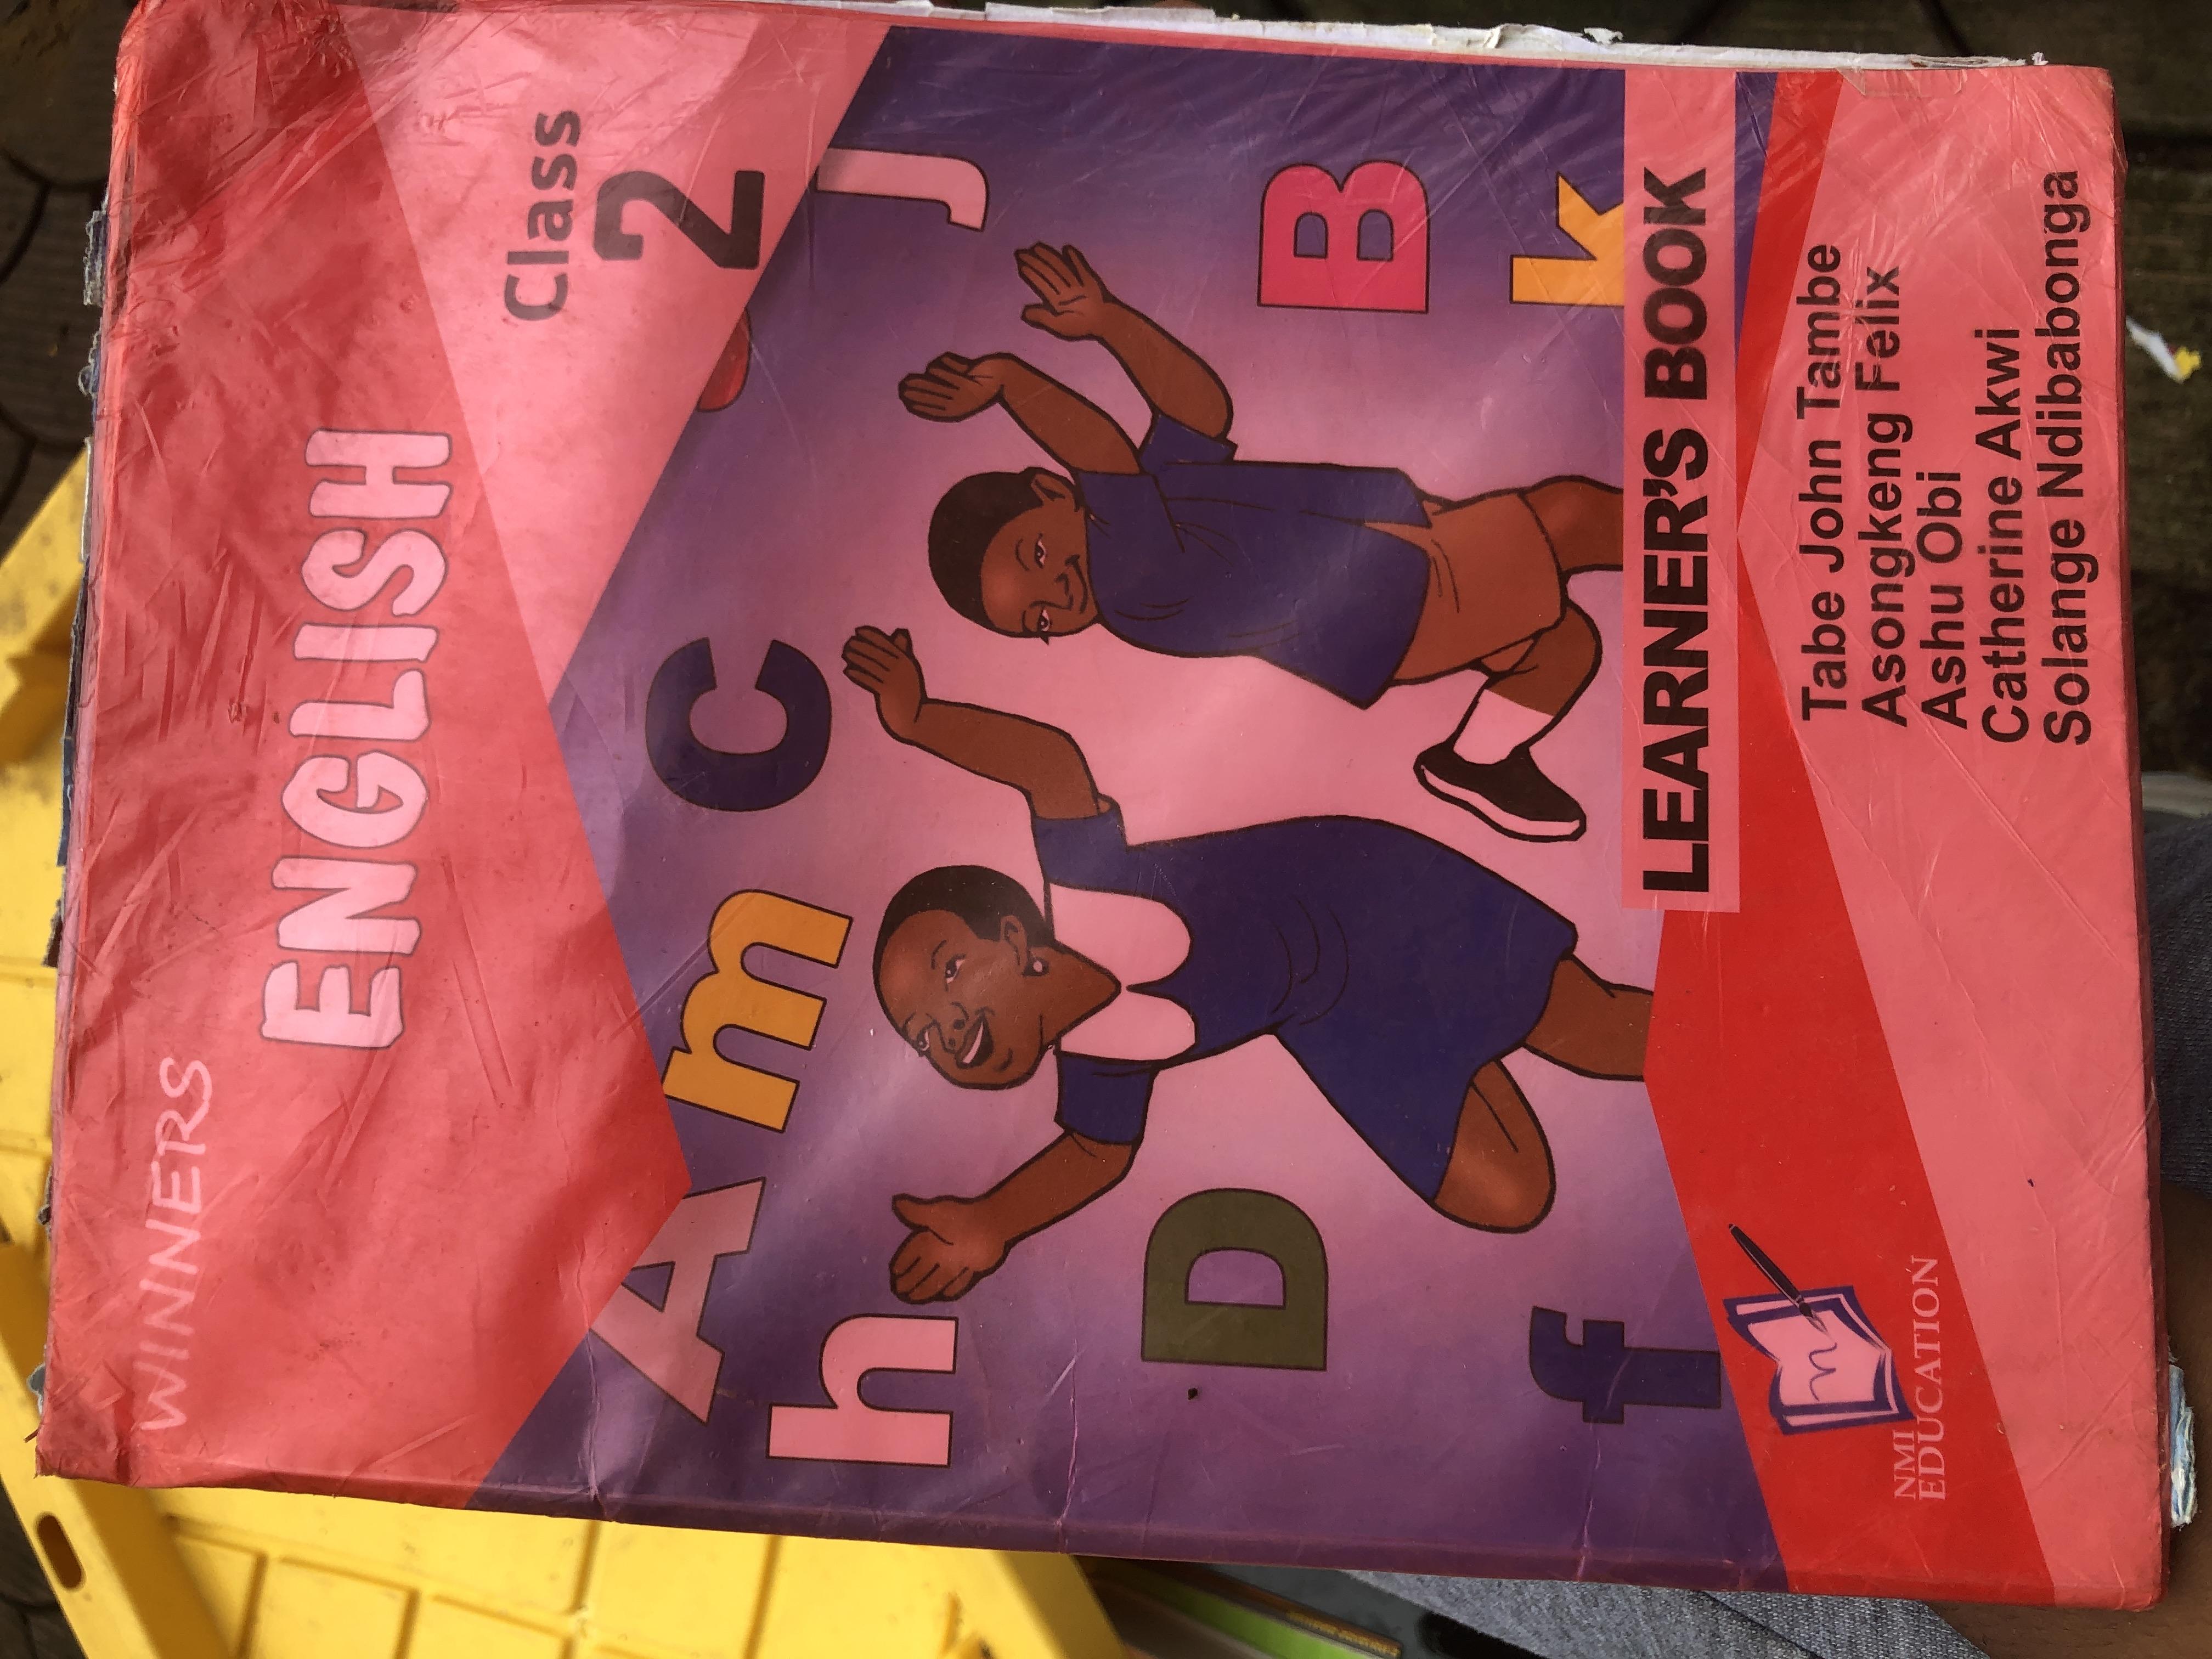 WINNERS
ENGLISH
Class
2
j
C
m
A
h
B
D
k
f
LEARNER'S BOOK
Tabe John Tambe
Asongkeng Felix
Ashu Obi
Catherine Akwi
Solange Ndibabonga
NMI
EDUCATION